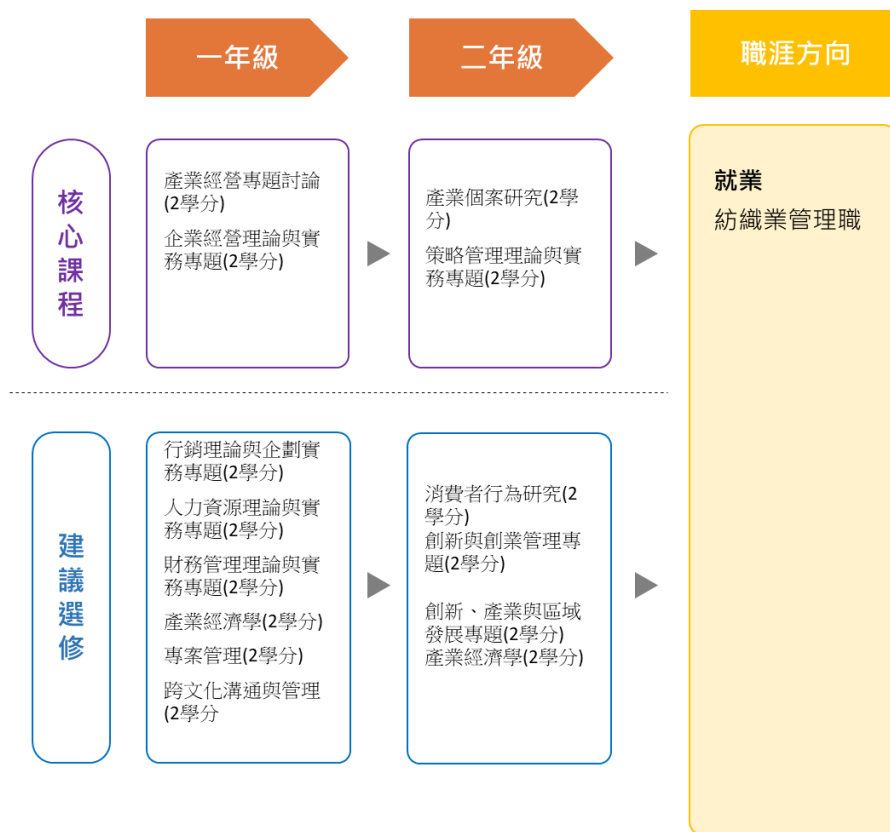 一年級
二年級
職涯方向
核心課程
產業經營專題討論
(2學分)
企業經營理論與實
務專題(2學分)
產業個案研究(2學
分)
策略管理理論與實
務專題(2學分)
就業
紡織業管理職
建議選修
行銷理論與企劃實
務專題(2學分)
人力資源理論與實
務專題(2學分)
財務管理理論與實
務專題(2學分)
產業經濟學(2學分)
專案管理(2學分)
跨文化溝通與管理
(2學分
消費者行為研究(2
學分)
創新與創業管理專
題(2學分)
創新、產業與區域
發展專題(2學分)
產業經濟學(2學分)